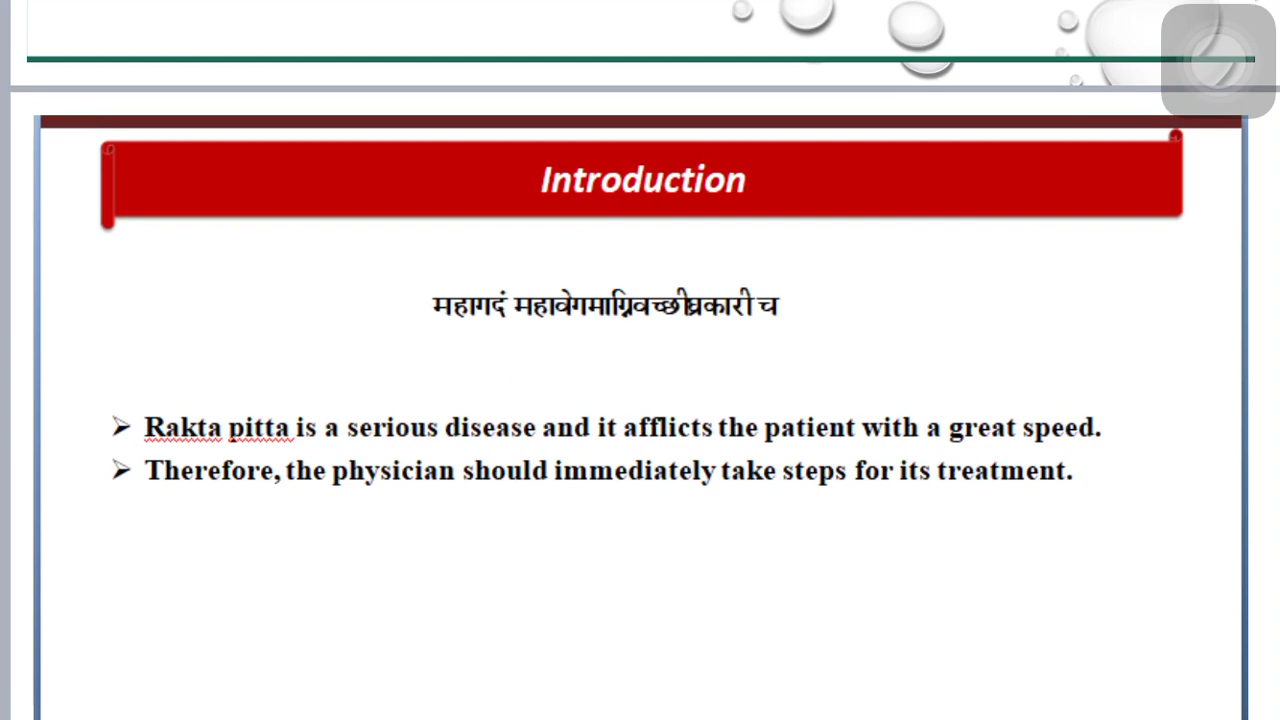 Introduction
महागदं महावेगमाग्निवच्छीघ्रकारी च
Rakta pitta is a serious disease and it afflicts the patient with a great speed.
Therefore, the physician should immediately take steps for its treatment.